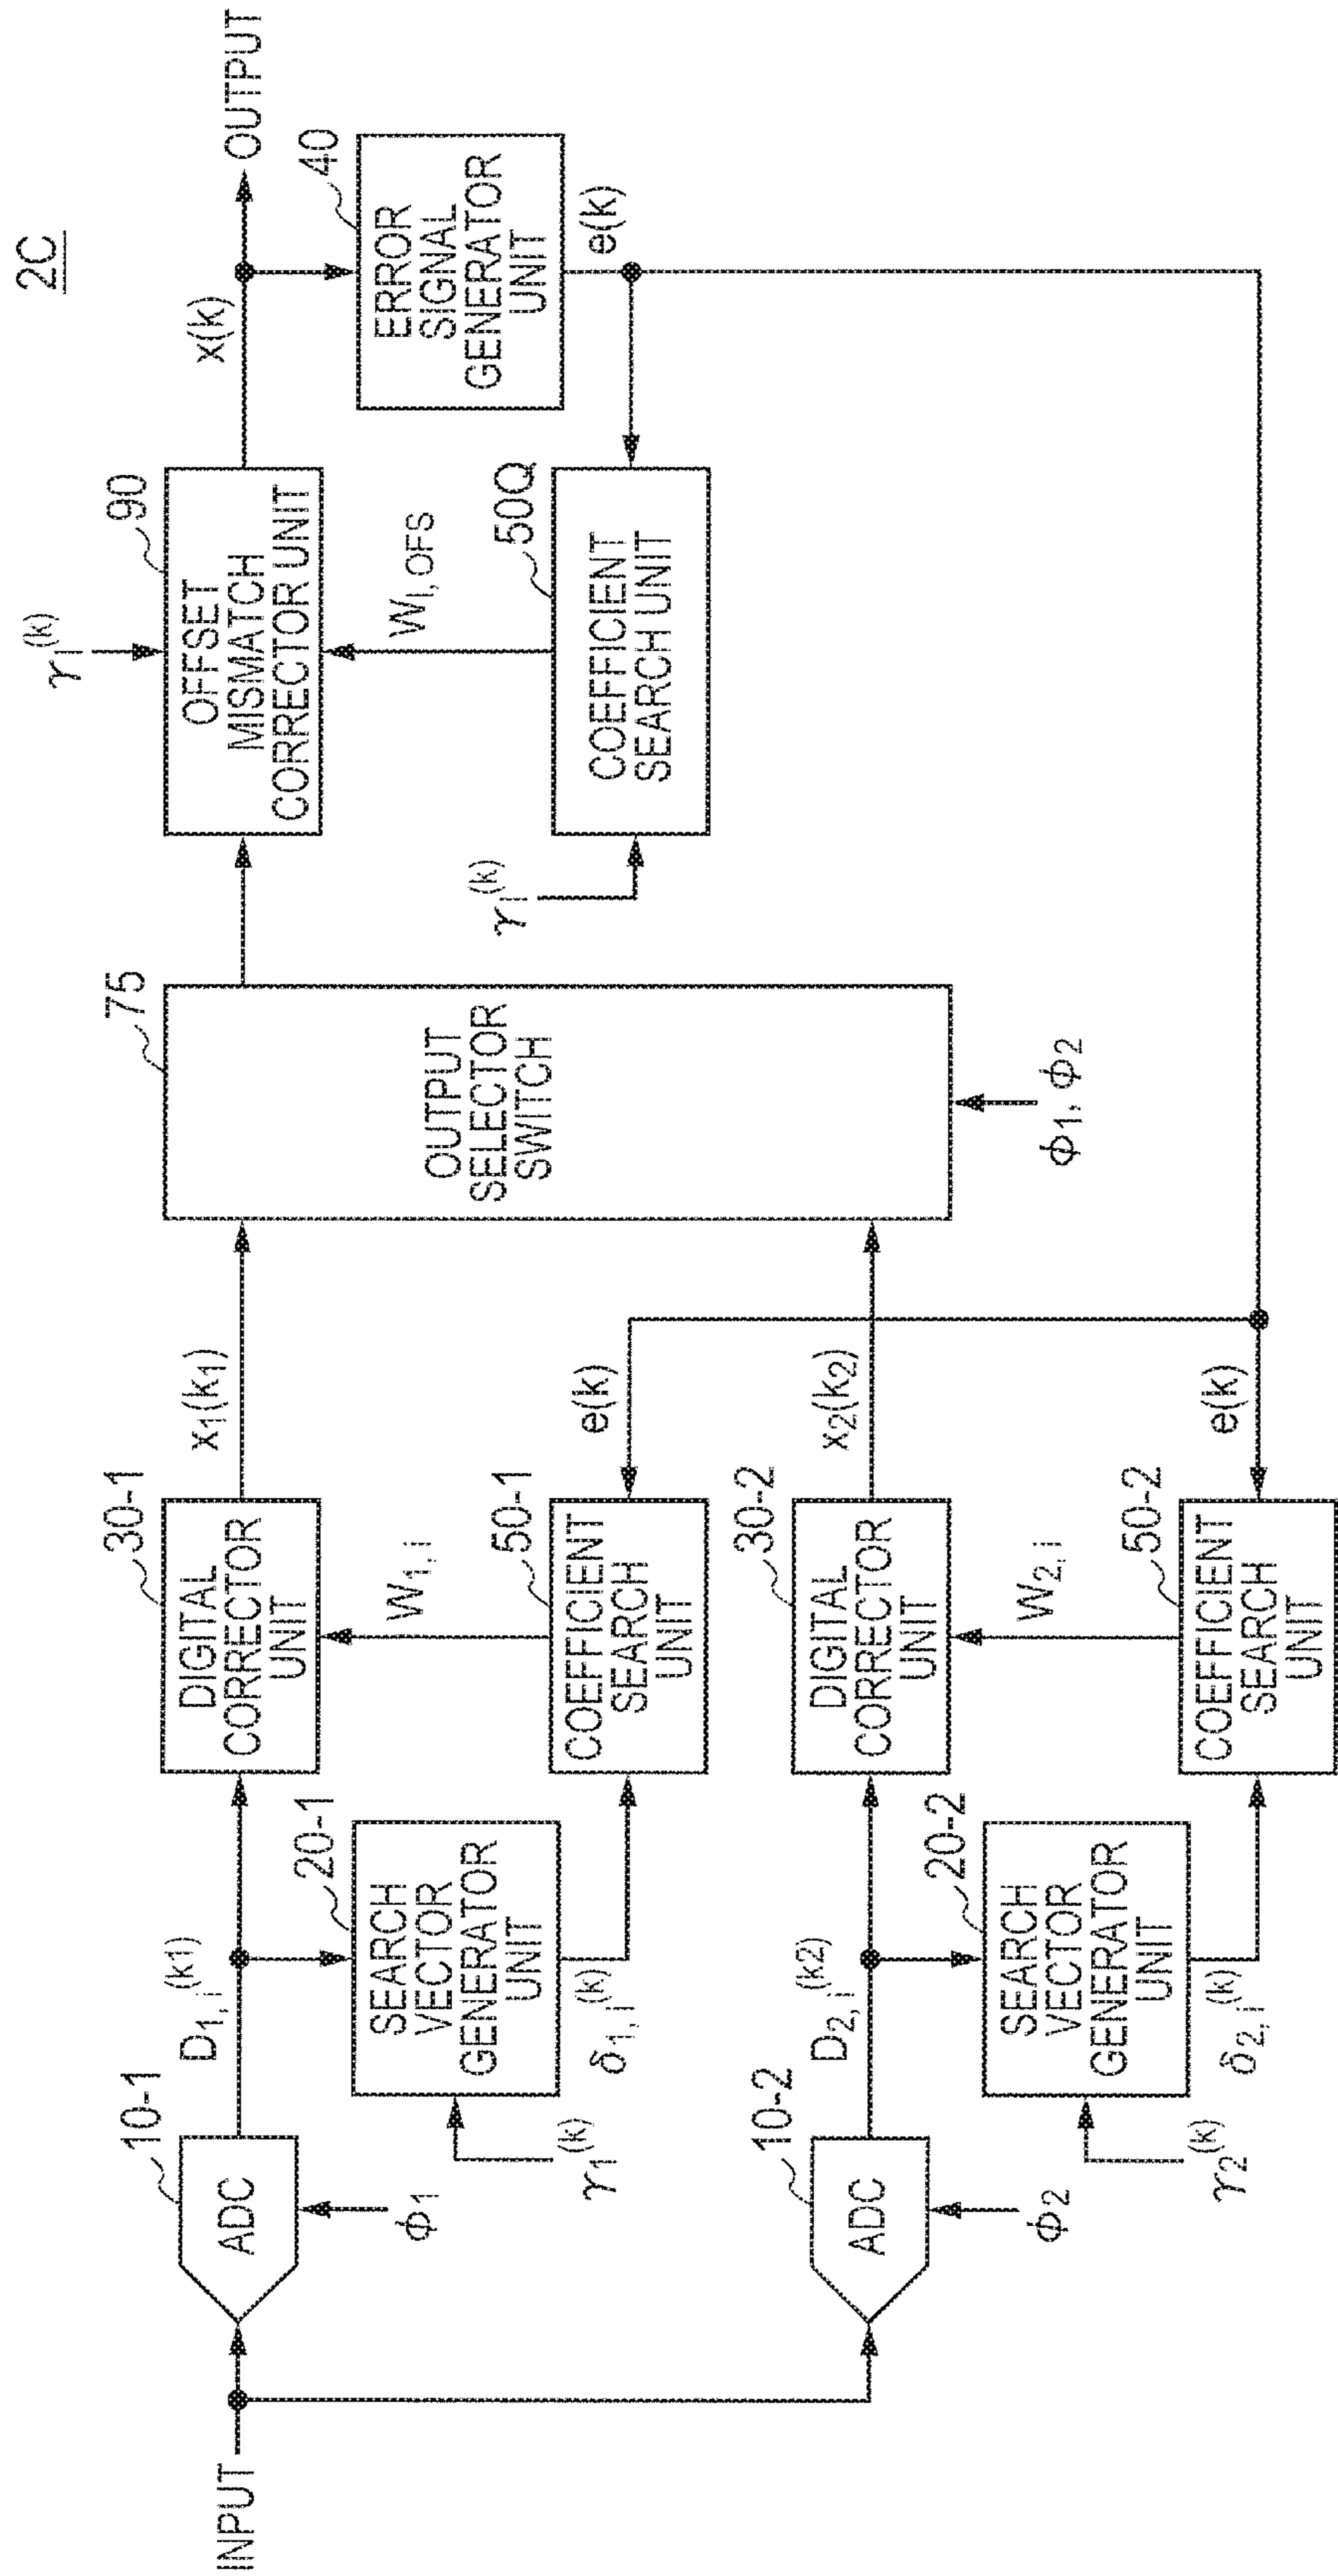 2C
INPUT
10-1
ADC
ϕ1
D1, i(k1)
20-1
SEARCH
VECTOR
GENERATOR
UNIT
γ1(k)
δ1, i(k)
30-1
DIGITAL
CORRECTOR
UNIT
W1, i
50-1
COEFFICIENT
SEARCH
UNIT
x1(k1)
e(k)
10-2
ADC
ϕ2
D2, i(k2)
20-2
SEARCH
VECTOR
GENERATOR
UNIT
γ2(k)
δ2, i(k)
30-2
DIGITAL
CORRECTOR
UNIT
W2, i
50-2
COEFFICIENT
SEARCH
UNIT
x2(k2)
e(k)
75
OUTPUT
SELECTOR
SWITCH
ϕ1, ϕ2
90
OFFSET
MISMATCH
CORRECTOR UNIT
γl(k)
Wl, OFS
50Q
COEFFICIENT
SEARCH UNIT
γl(k)
x(k)
OUTPUT
40
ERROR
SIGNAL
GENERATOR
UNIT
e(k)